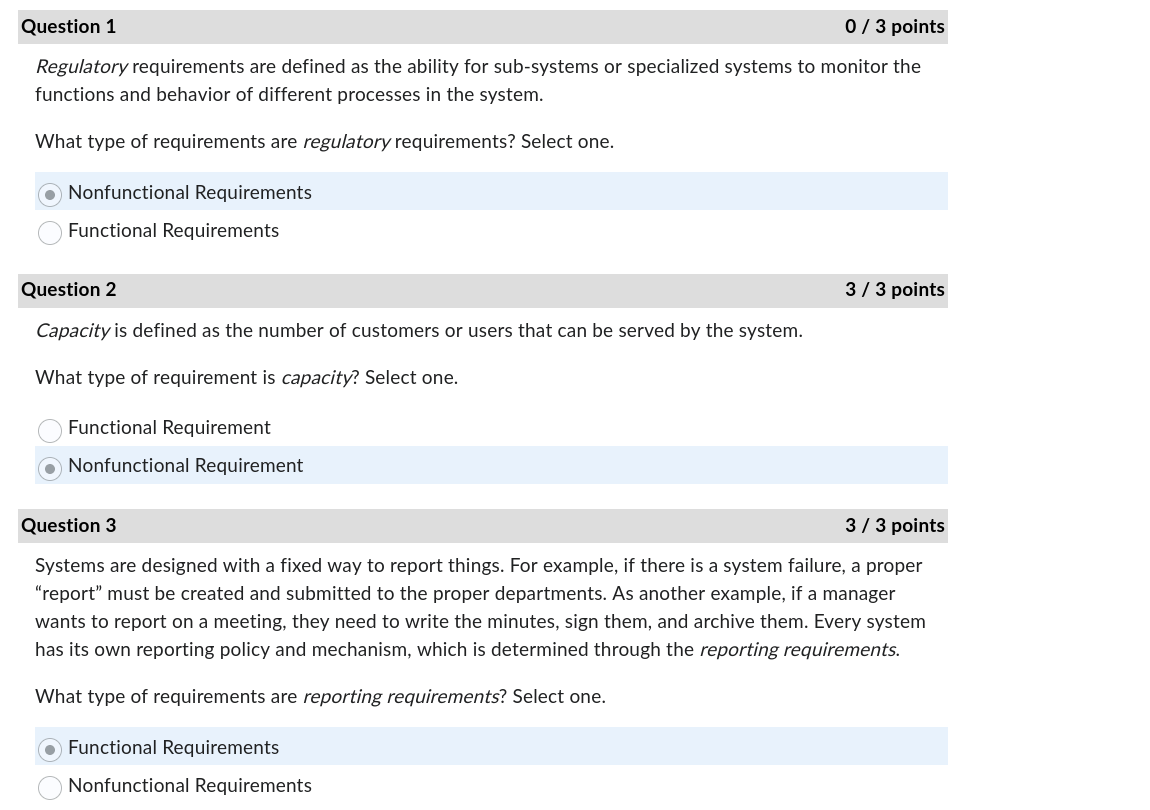 Question 1 0 / 3 points
Regulatory requirements are defined as the ability for sub-systems or specialized systems to monitor the
functions and behavior of different processes in the system.
What type of requirements are regulatory requirements? Select one.
Nonfunctional Requirements
Functional Requirements
Question 2 3 / 3 points
Capacity is defined as the number of customers or users that can be served by the system.
What type of requirement is capacity? Select one.
Functional Requirement
Nonfunctional Requirement
Question 3 3 / 3 points
Systems are designed with a fixed way to report things. For example, if there is a system failure, a proper
“report” must be created and submitted to the proper departments. As another example, if a manager
wants to report on a meeting, they need to write the minutes, sign them, and archive them. Every system
has its own reporting policy and mechanism, which is determined through the reporting requirements.
What type of requirements are reporting requirements? Select one.
Functional Requirements
Nonfunctional Requirements